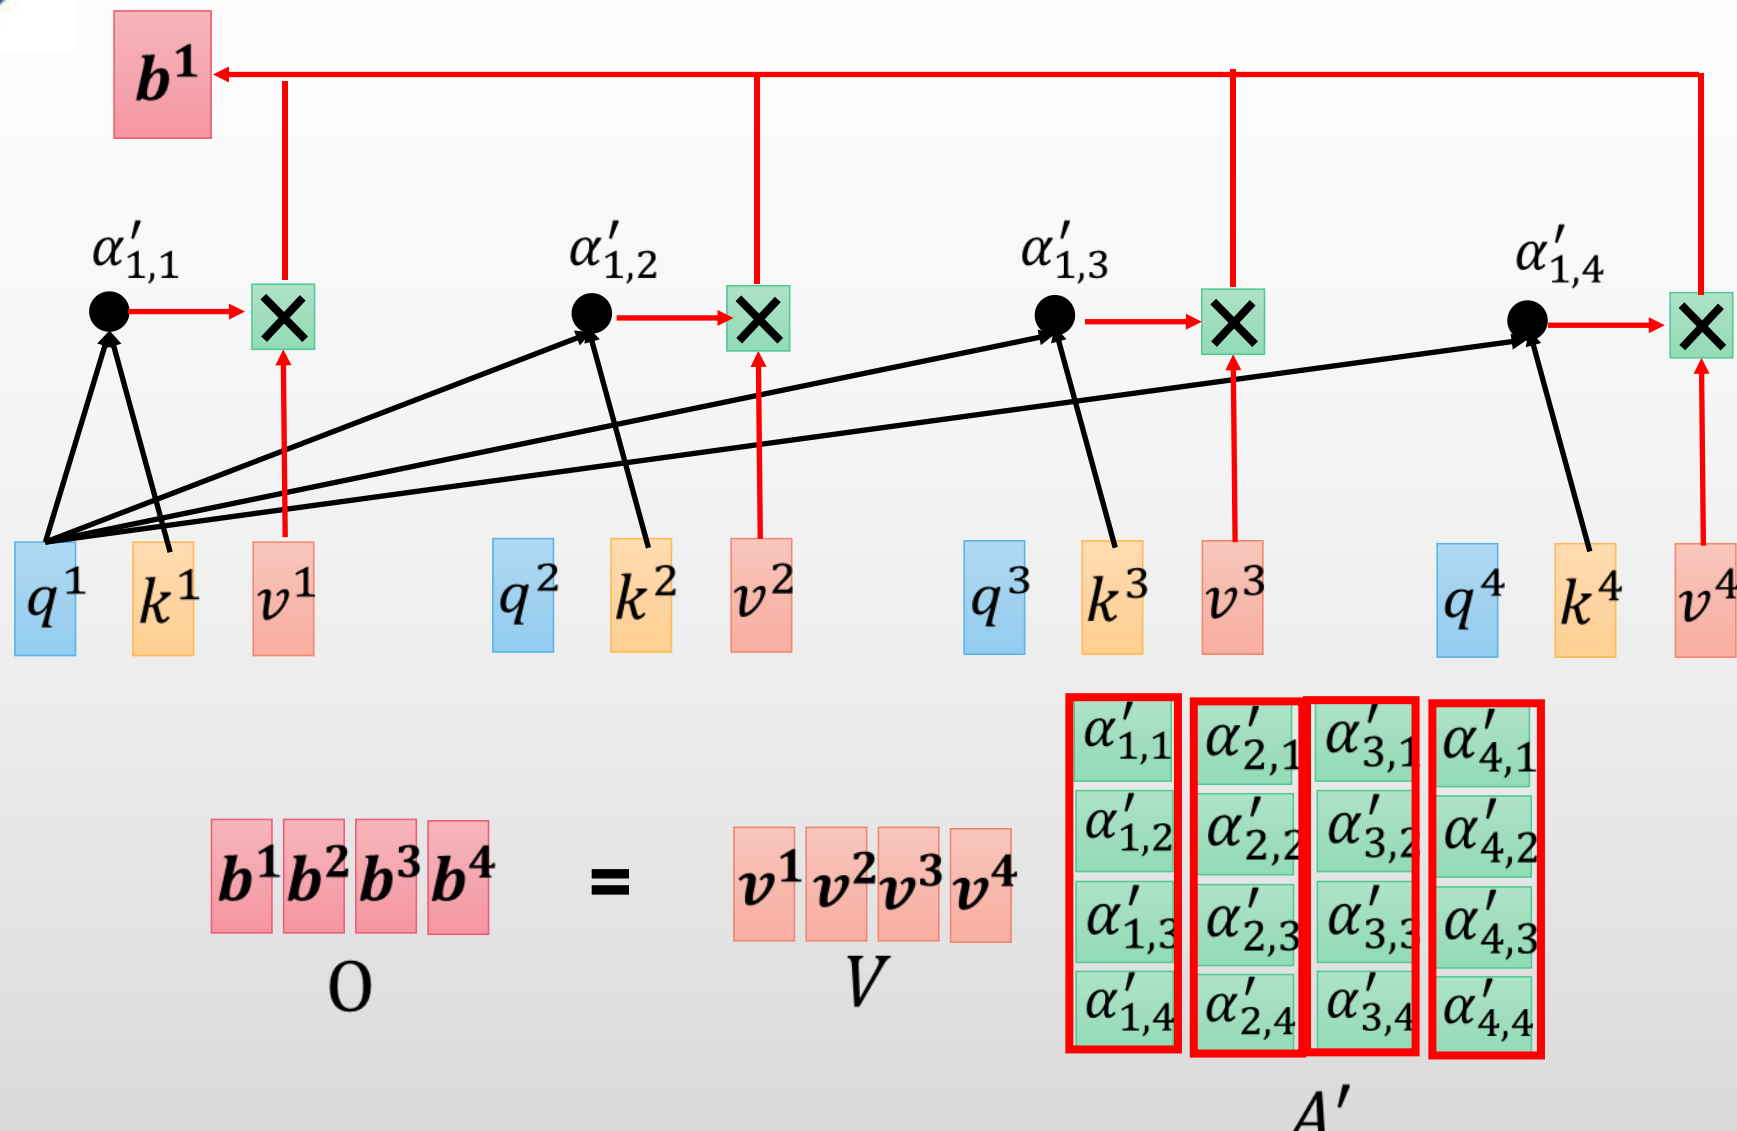 b¹
α′₁,₁ α′₁,₂ α′₁,₃ α′₁,₄
× × × ×
q¹ k¹ v¹ q² k² v² q³ k³ v³ q⁴ k⁴ v⁴
α′₁,₁ α′₂,₁ α′₃,₁ α′₄,₁
α′₁,₂ α′₂,₂ α′₃,₂ α′₄,₂
b¹ b² b³ b⁴ = v¹ v² v³ v⁴
α′₁,₃ α′₂,₃ α′₃,₃ α′₄,₃
α′₁,₄ α′₂,₄ α′₃,₄ α′₄,₄
O V
A′